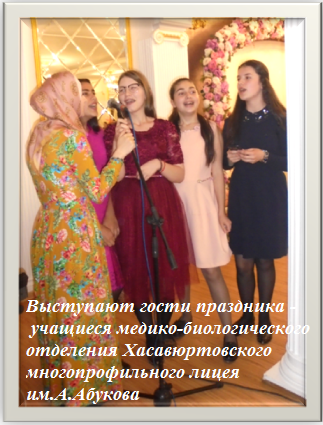 Выступают гости праздника -
учащиеся медико-биологического
отделения Хасавюртовского
многопрофильного лицея
им.А.Абукова